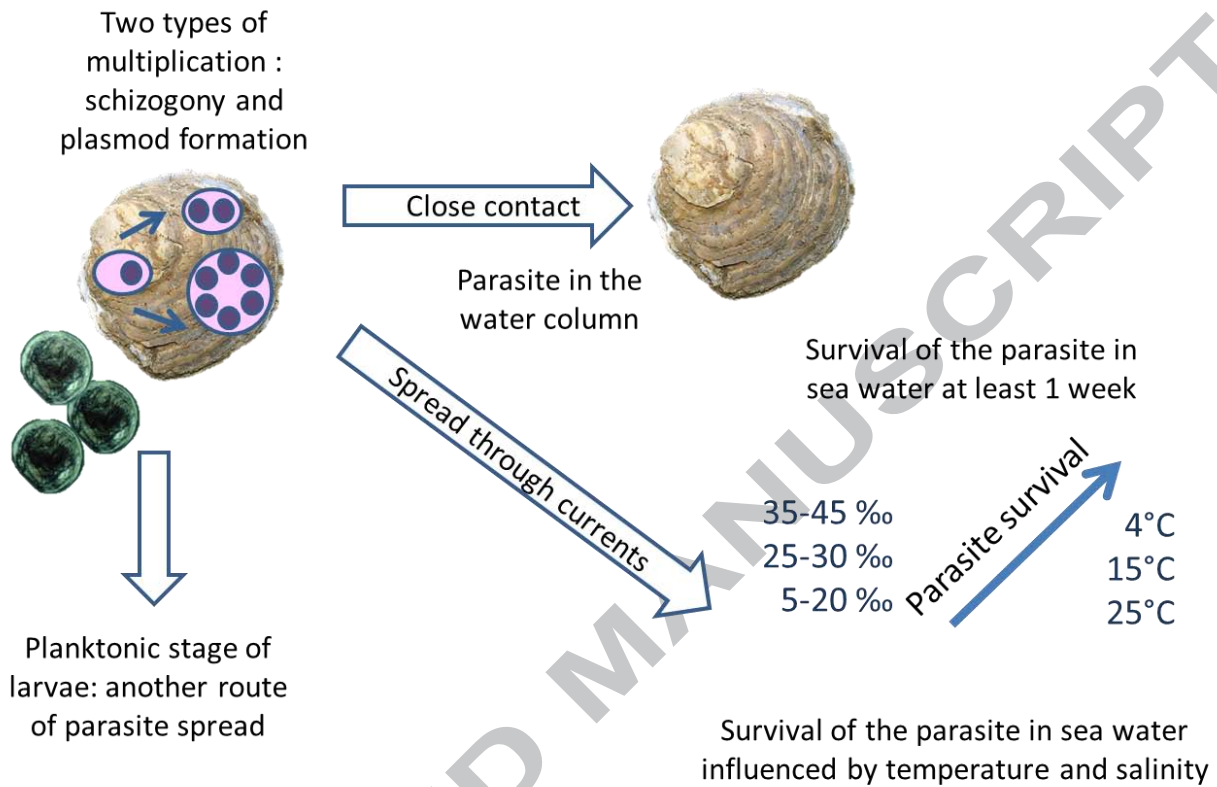 Two types of
multiplication :
schizogony and
plasmod formation
Close contact
Parasite in the
water column
Spread through currents
Survival of the parasite in
sea water at least 1 week
35-45 ‰
25-30 ‰
5-20 ‰
Parasite survival
4°C
15°C
25°C
Planktonic stage of
larvae: another route
of parasite spread
Survival of the parasite in sea water
influenced by temperature and salinity
D MANUSCRIPT